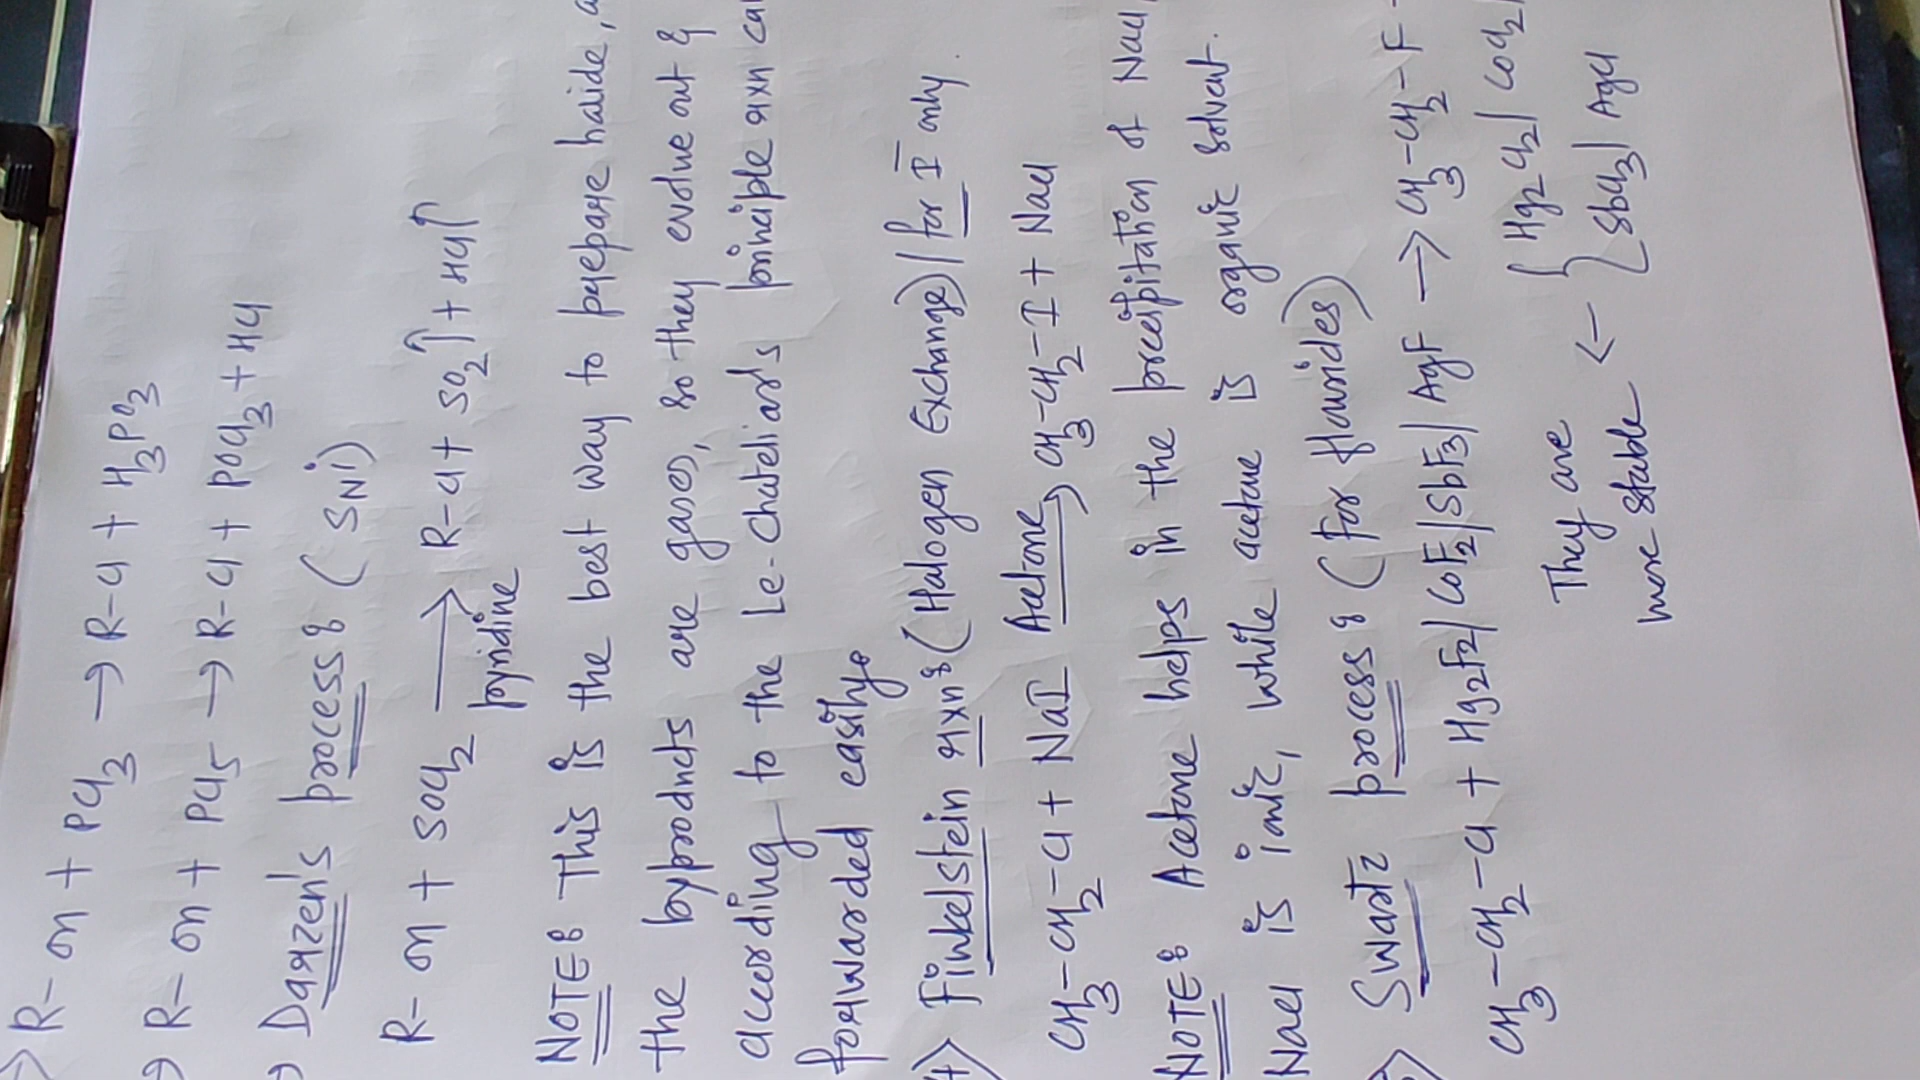 → R-OH + PCl3 → R-Cl + H3PO3
→ R-OH + PCl5 → R-Cl + POCl3 + HCl
→ Darzen's process: (SNi)
R-OH + SOCl2 → R-Cl + SO2↑ + HCl↑
pyridine
NOTE: This is the best way to prepare halide,
the byproducts are gases, so they evolve out &
according to the Le-Chateliar's principle rxn
forwarded easily.
4) Finkelstein rxn: (Halogen Exchange) / for I⁻ only.
CH3-CH2-Cl + NaI Acetone→ CH3-CH2-I + NaCl
NOTE: Acetone helps in the precipitation of NaCl,
NaCl is ionic, while acetone is organic solvent.
Swartz process: (for flourides)
CH3-CH2-Cl + Hg2F2/CoF2/SbF3/AgF → CH3-CH2-F
They are ← { Hg2Cl2/CoCl2/
more stable { SbCl3/AgCl